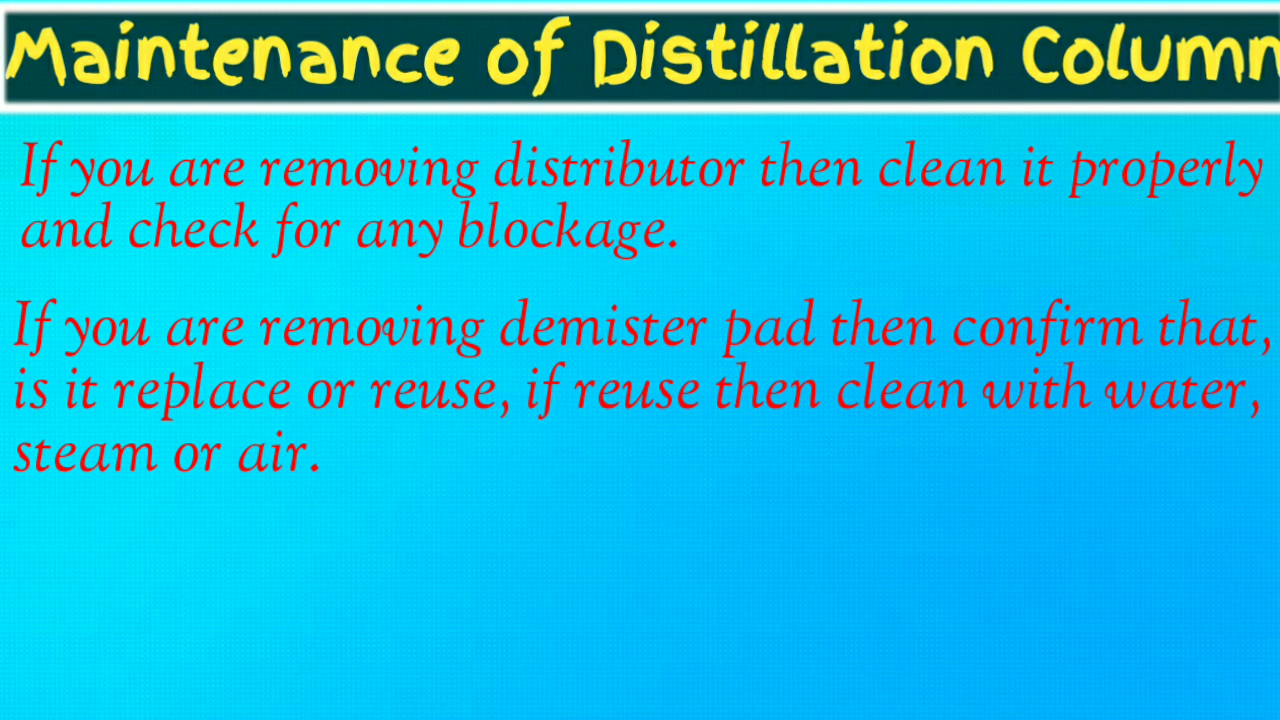 Maintenance of Distillation Column
If you are removing distributor then clean it properly
and check for any blockage.
If you are removing demister pad then confirm that,
is it replace or reuse, if reuse then clean with water,
steam or air.